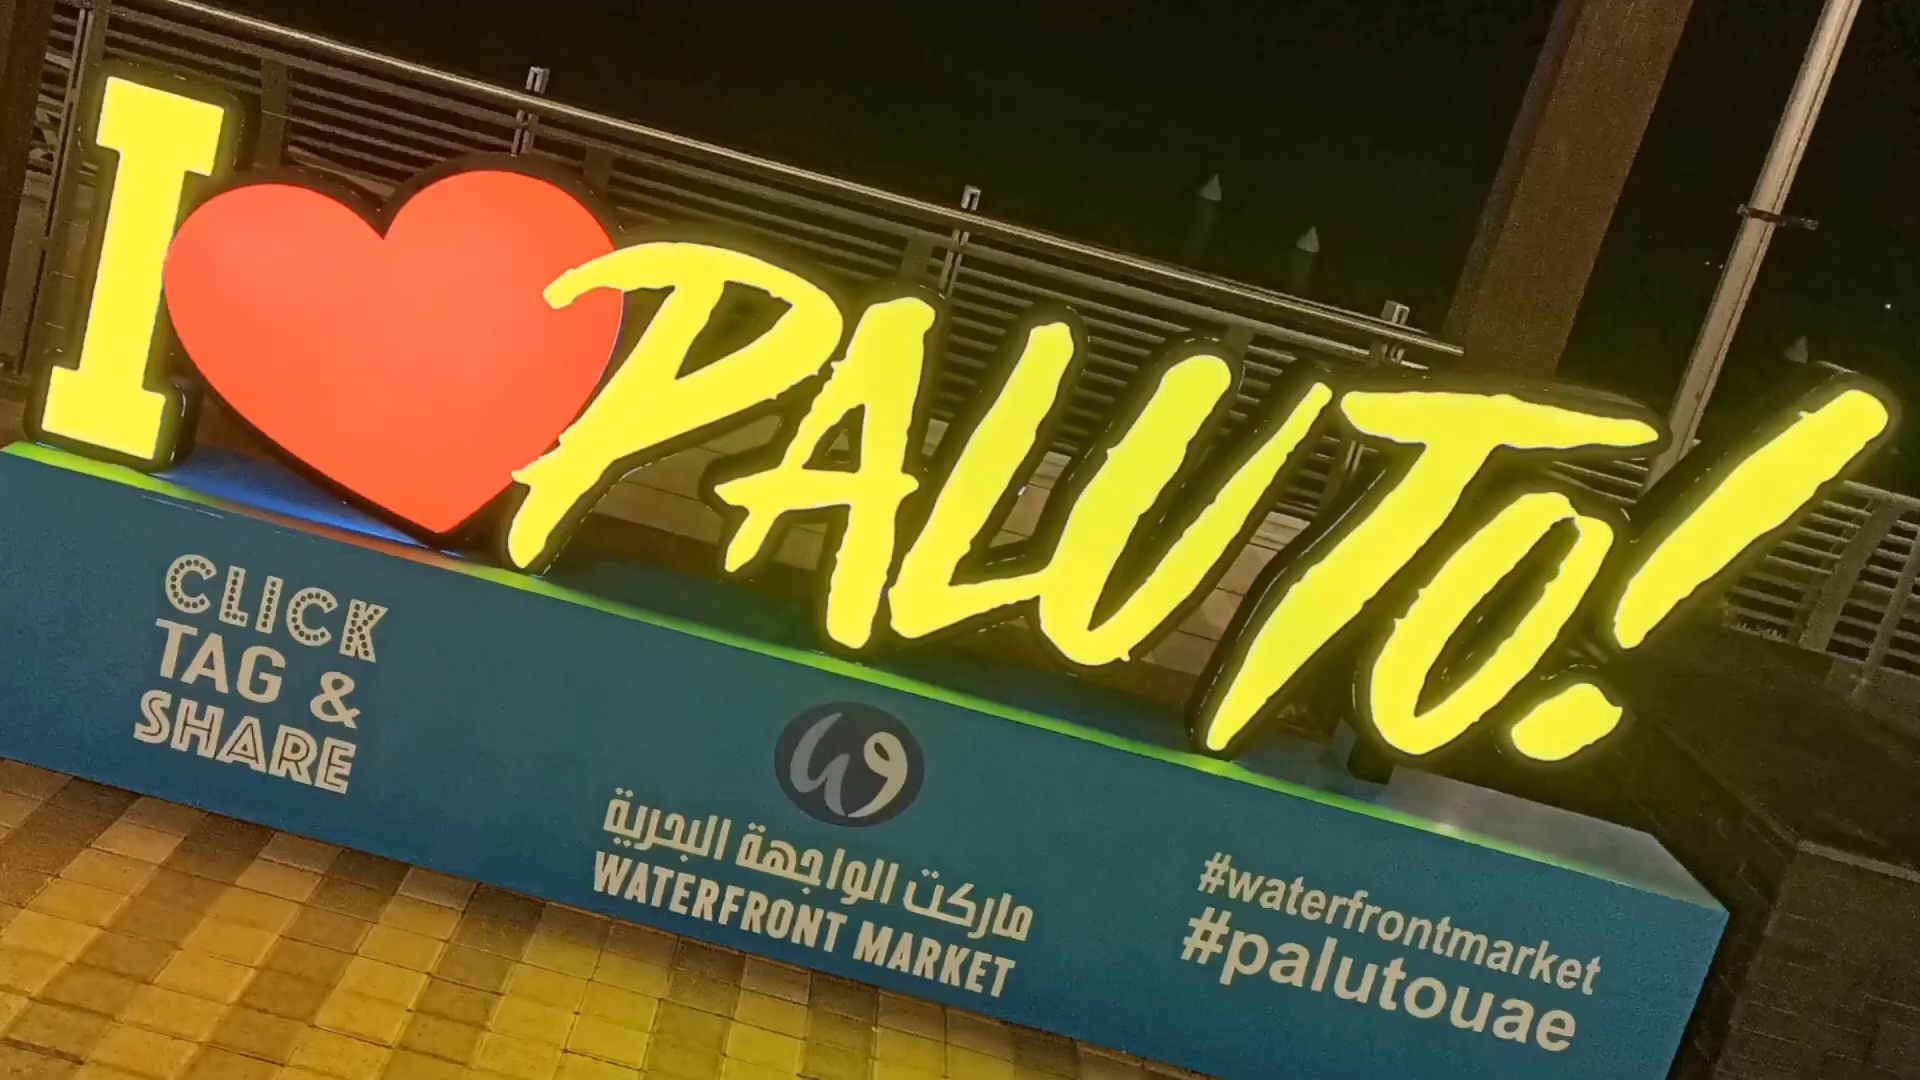 I PALUTO!
CLICK
TAG &
SHARE
ماركت الواجهة البحرية
WATERFRONT MARKET
#waterfrontmarket
#palutouae